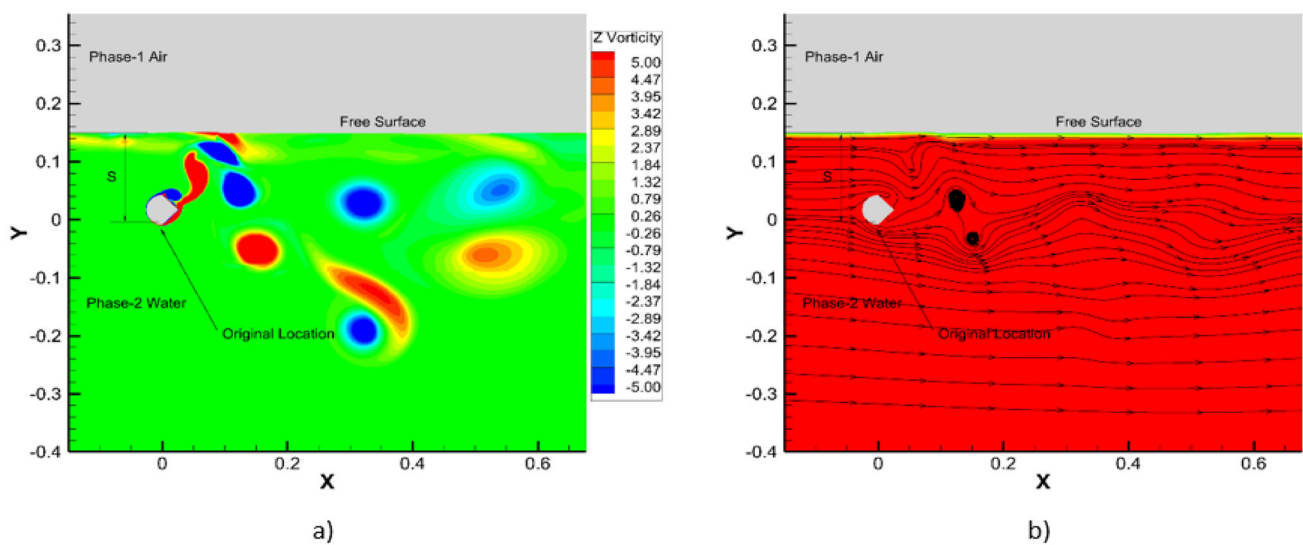 Z Vorticity
0.3
Phase-1 Air
5.00
4.47
3.95
3.42
2.89
2.37
1.84
1.32
0.79
0.26
-0.26
-0.79
-1.32
-1.84
-2.37
-2.89
-3.42
-3.95
-4.47
-5.00
0.2
Free Surface
0.1
S
0
Y
-0.1
Phase-2 Water
-0.2
Original Location
-0.3
-0.4
0 0.2 0.4 0.6
X
a)
0.3
Phase-1 Air
0.2
Free Surface
0.1
S
0
Y
-0.1
Phase-2 Water
-0.2
Original Location
-0.3
-0.4
0 0.2 0.4 0.6
X
b)